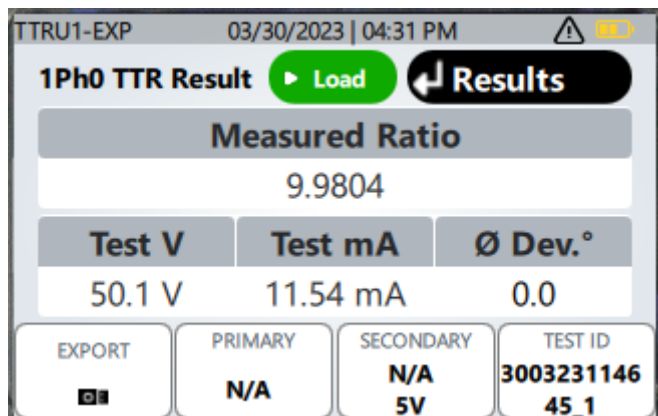 TTRU1-EXP 03/30/2023 | 04:31 PM
1Ph0 TTR Result Load Results
Measured Ratio
9.9804
Test V Test mA Ø Dev.°
50.1 V 11.54 mA 0.0
EXPORT PRIMARY SECONDARY TEST ID
N/A N/A 3003231146
5V 45_1